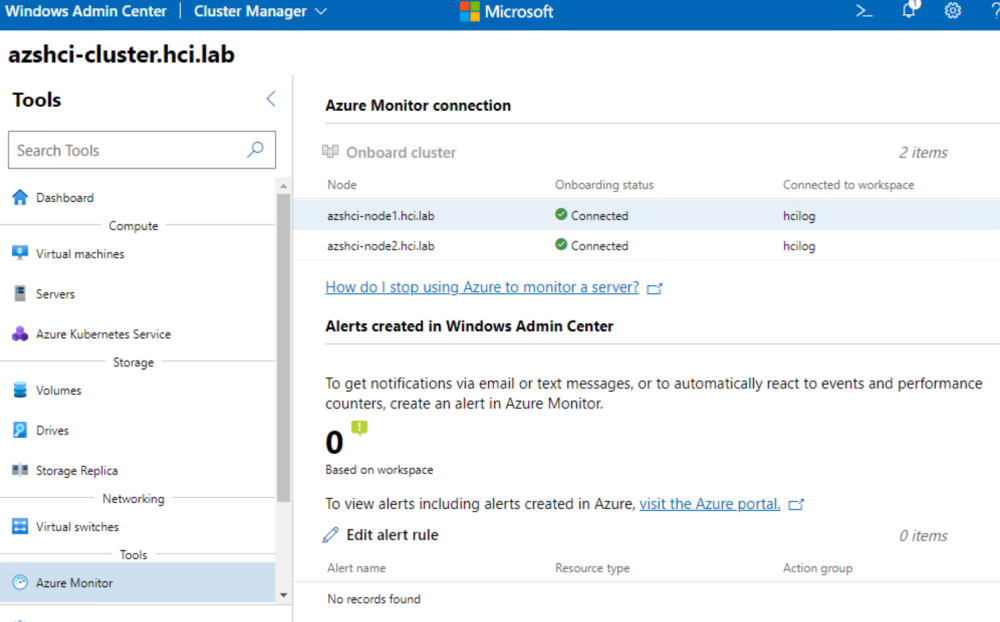 Windows Admin Center | Cluster Manager Microsoft 1 ?
azshci-cluster.hci.lab
Tools
Search Tools
Dashboard
Compute
Virtual machines
Servers
Azure Kubernetes Service
Storage
Volumes
Drives
Storage Replica
Networking
Virtual switches
Tools
Azure Monitor
Azure Monitor connection
Onboard cluster 2 items
Node Onboarding status Connected to workspace
azshci-node1.hci.lab Connected hcilog
azshci-node2.hci.lab Connected hcilog
How do I stop using Azure to monitor a server?
Alerts created in Windows Admin Center
To get notifications via email or text messages, or to automatically react to events and performance
counters, create an alert in Azure Monitor.
0
Based on workspace
To view alerts including alerts created in Azure, visit the Azure portal.
Edit alert rule 0 items
Alert name Resource type Action group
No records found